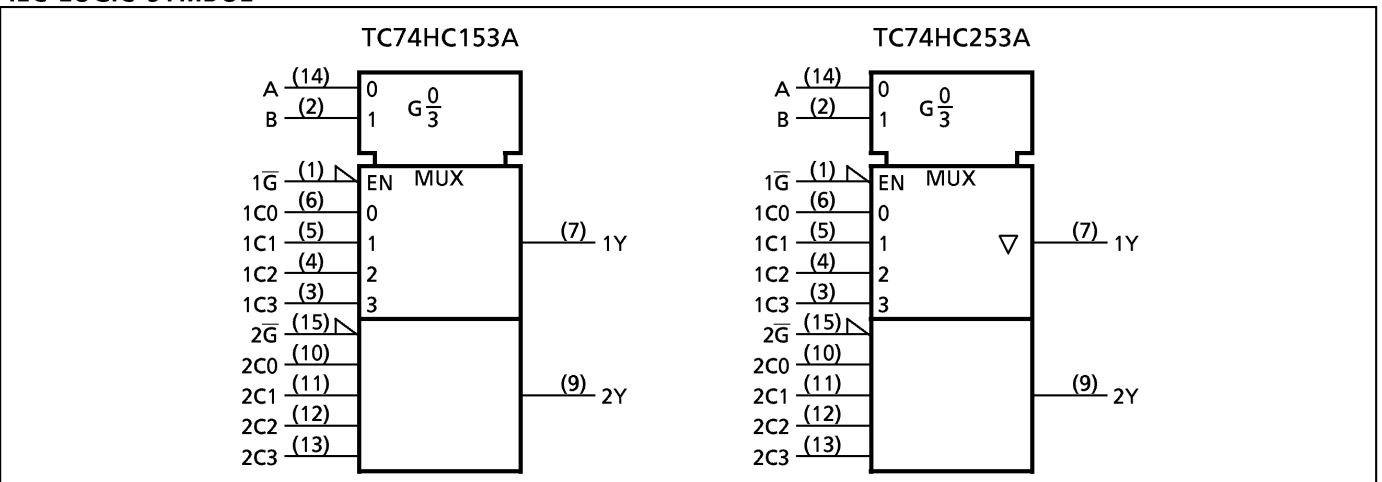 TC74HC153A
A (14) 0
B (2) 1
G 0/3
1G̅ (1) EN MUX
1C0 (6) 0
1C1 (5) 1
1C2 (4) 2
1C3 (3) 3
(7) 1Y
2G̅ (15)
2C0 (10)
2C1 (11)
2C2 (12)
2C3 (13)
(9) 2Y
TC74HC253A
A (14) 0
B (2) 1
G 0/3
1G̅ (1) EN MUX
1C0 (6) 0
1C1 (5) 1
1C2 (4) 2
1C3 (3) 3
▽ (7) 1Y
2G̅ (15)
2C0 (10)
2C1 (11)
2C2 (12)
2C3 (13)
(9) 2Y